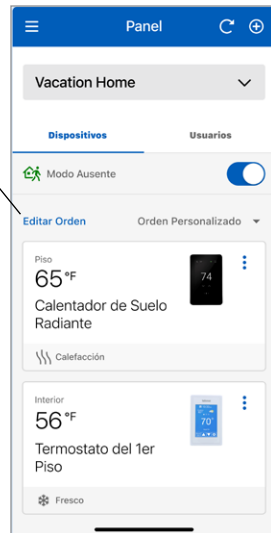 Panel
Vacation Home
Dispositivos Usuarios
Modo Ausente
Editar Orden Orden Personalizado
Piso
65°F
74
Calentador de Suelo
Radiante
Calefacción
Interior
56°F
70°
Termostato del 1er
Piso
Fresco